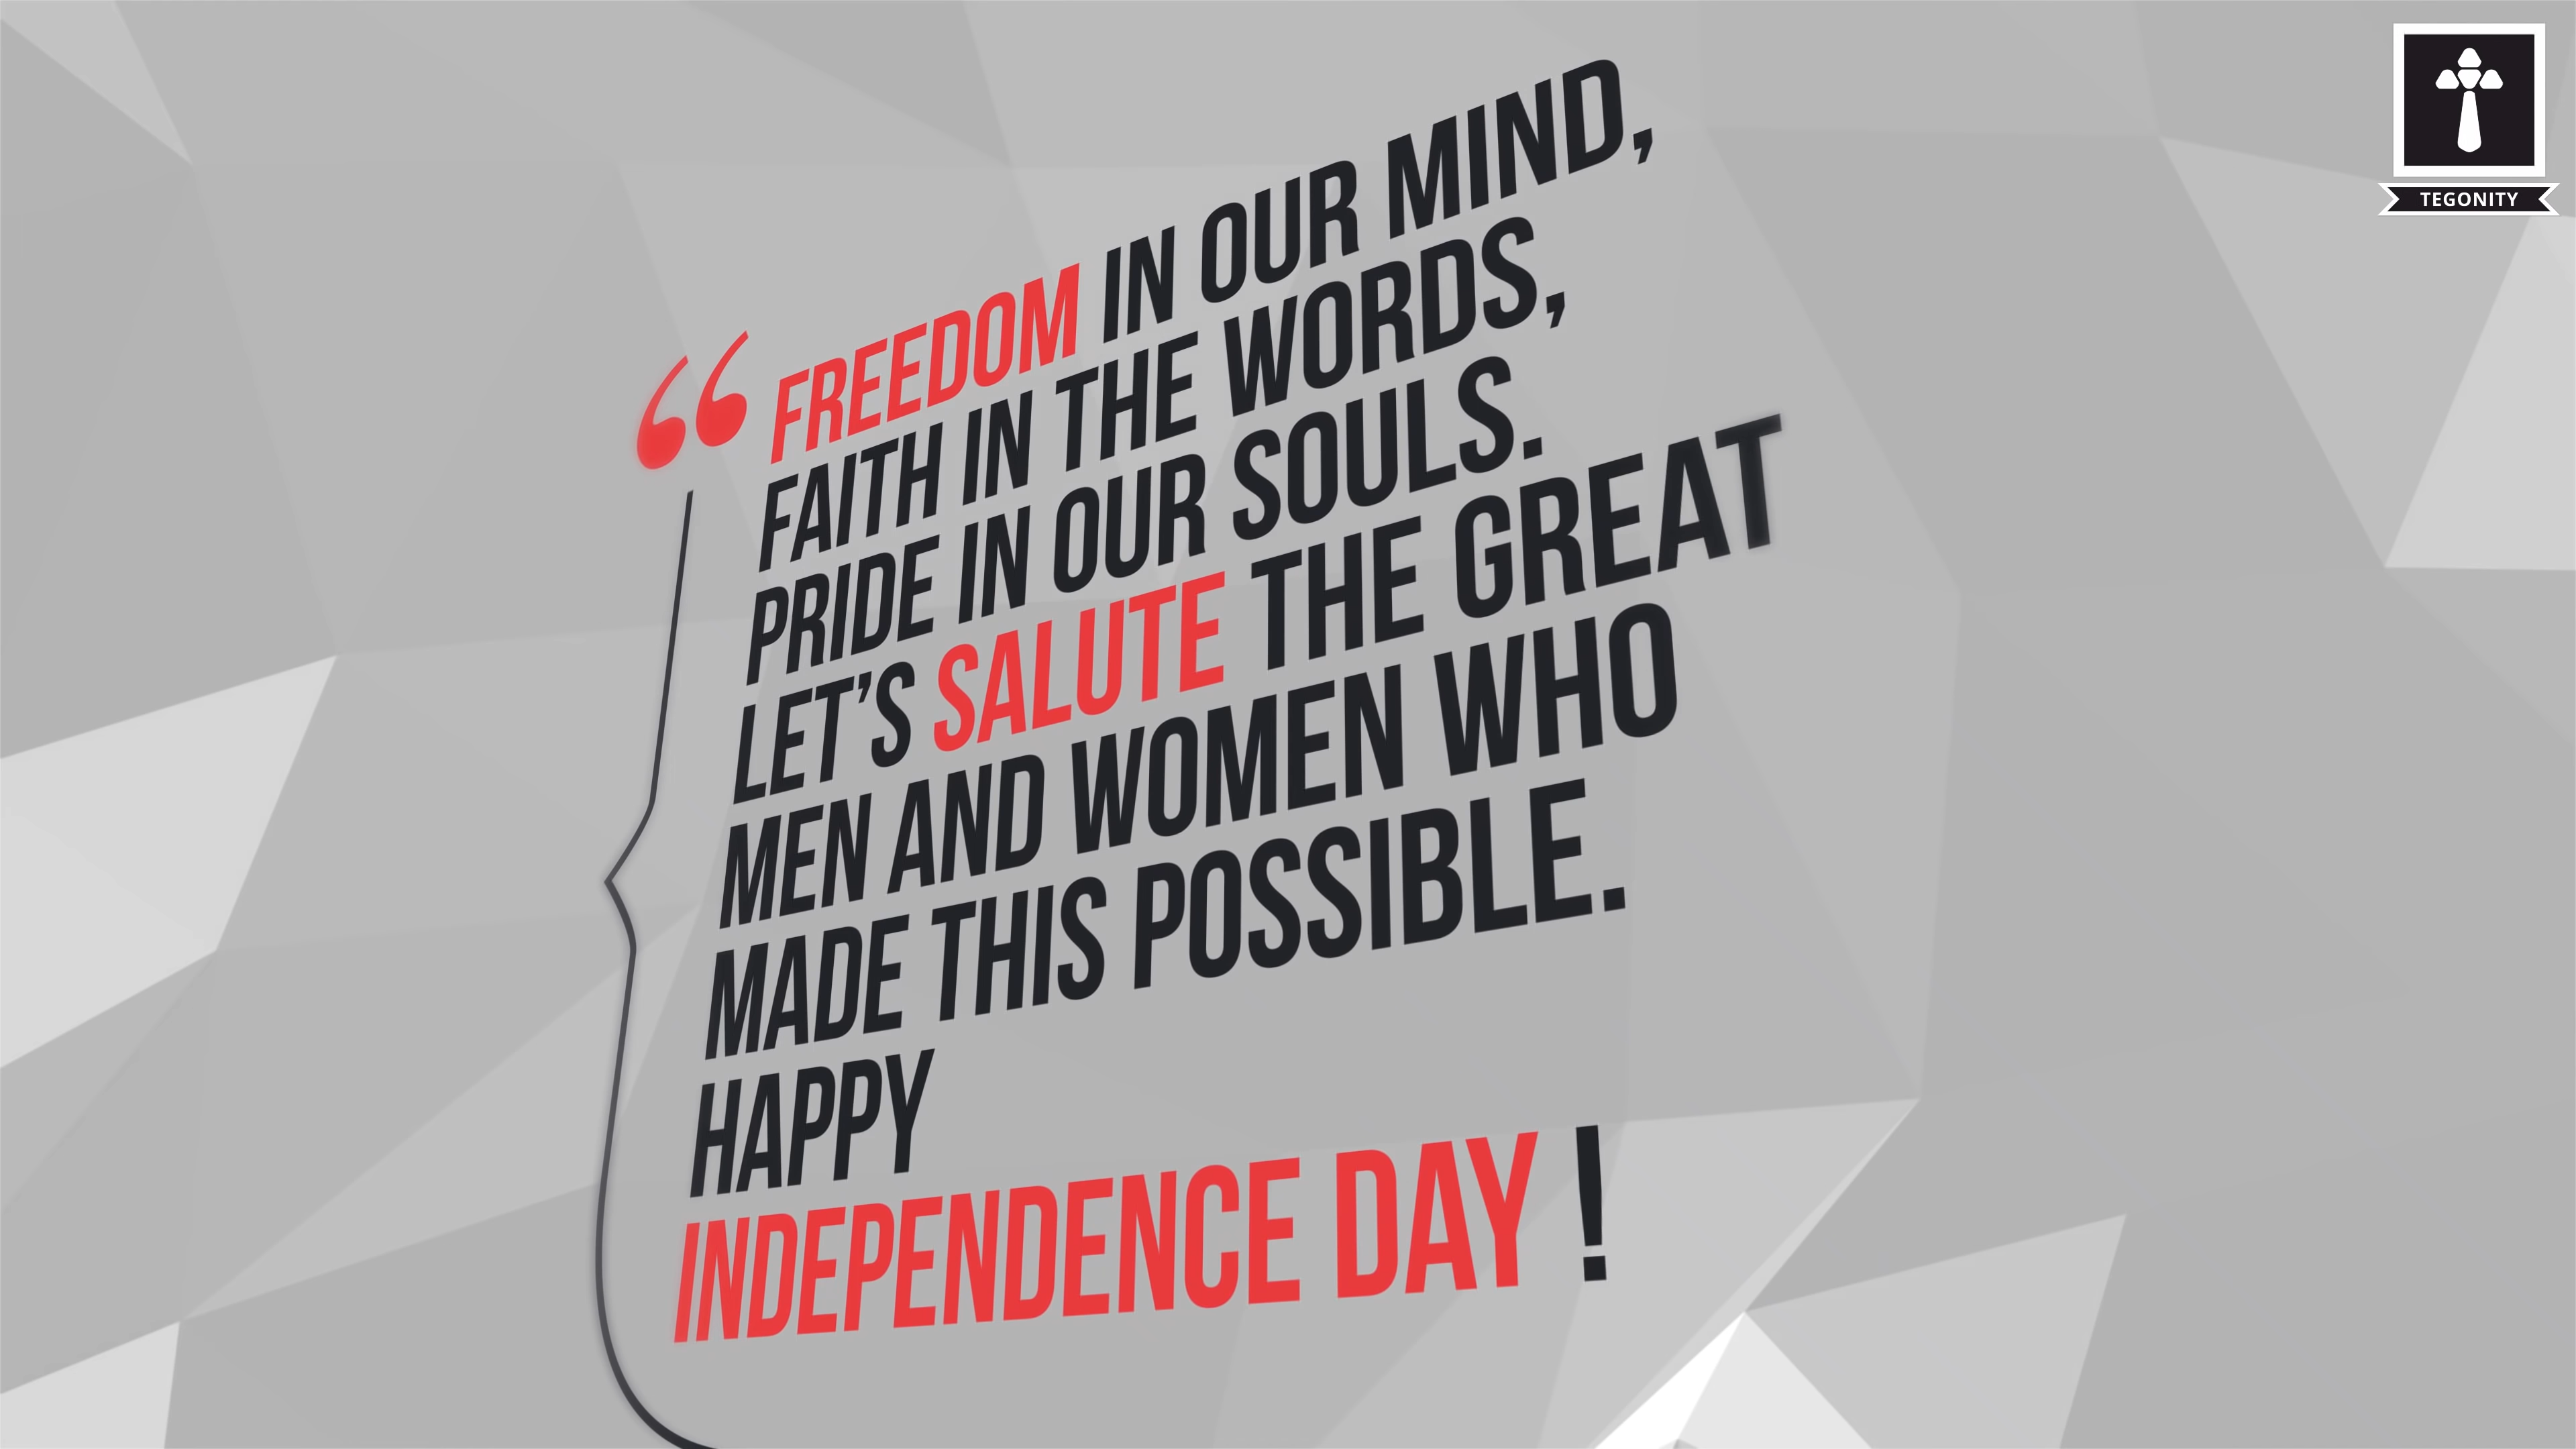 “FREEDOM IN OUR MIND,
FAITH IN THE WORDS,
PRIDE IN OUR SOULS.
LET’S SALUTE THE GREAT
MEN AND WOMEN WHO
MADE THIS POSSIBLE.
HAPPY
INDEPENDENCE DAY !
TEGONITY